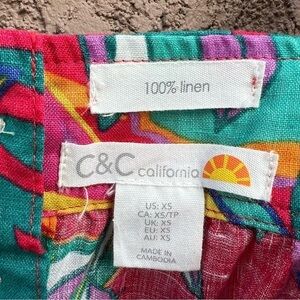 100% linen
C&C california
US: XS
CA: XS/TP
UK: XS
EU: XS
AU: XS
MADE IN
CAMBODIA